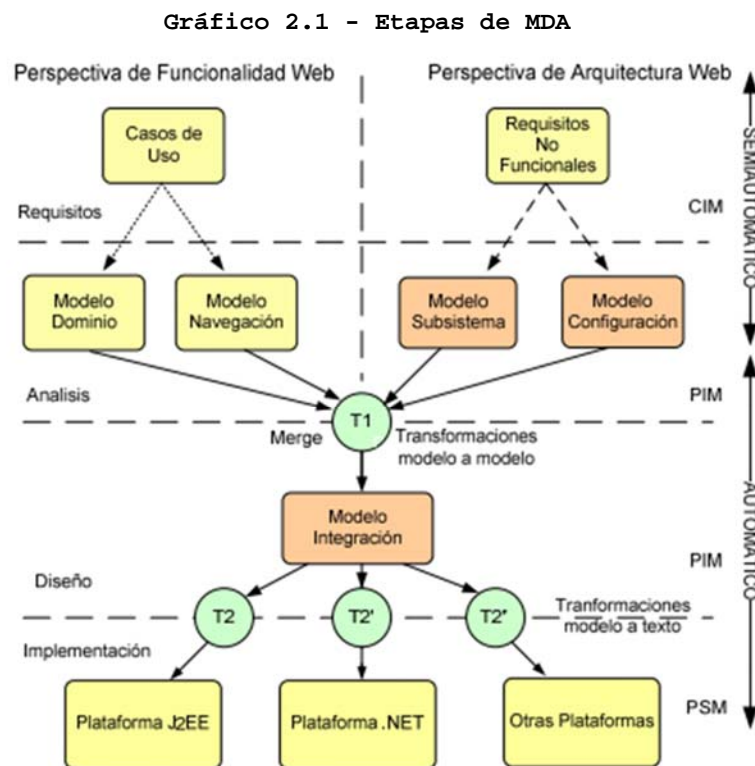 Gráfico 2.1 - Etapas de MDA
Perspectiva de Funcionalidad Web
Perspectiva de Arquitectura Web
Casos de
Uso
Requisitos
No
Funcionales
Requisitos
CIM
SEMIAUTOMÁTICO
Modelo
Dominio
Modelo
Navegación
Modelo
Subsistema
Modelo
Configuración
Analisis
PIM
T1
Merge
Transformaciones
modelo a modelo
Modelo
Integración
AUTOMÁTICO
PIM
Diseño
T2
T2'
T2''
Tranformaciones
modelo a texto
Implementación
Plataforma J2EE
Plataforma .NET
Otras Plataformas
PSM